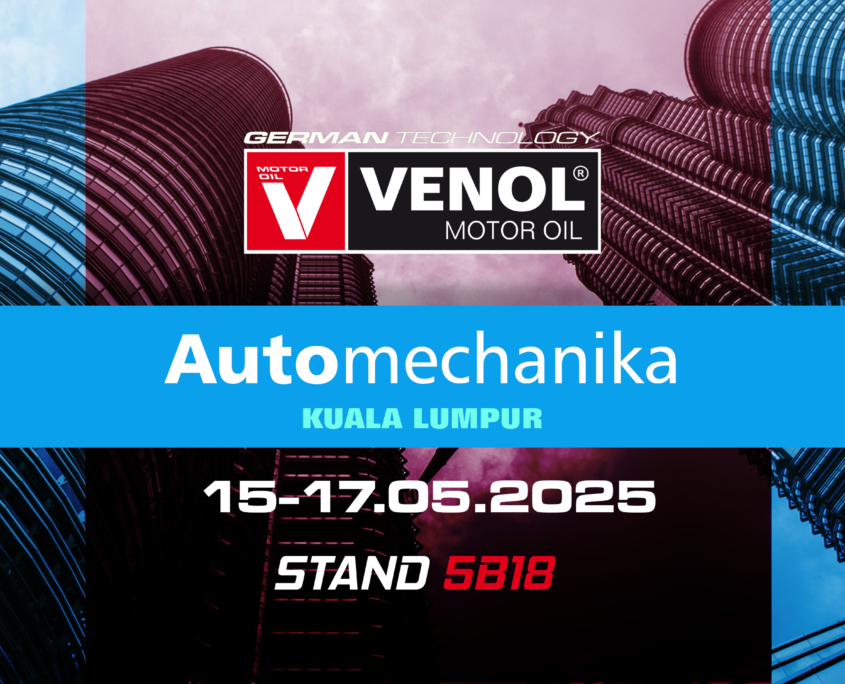 GERMAN TECHNOLOGY
MOTOR
OIL
VENOL®
MOTOR OIL
Automechanika
KUALA LUMPUR
15-17.05.2025
STAND 5B18